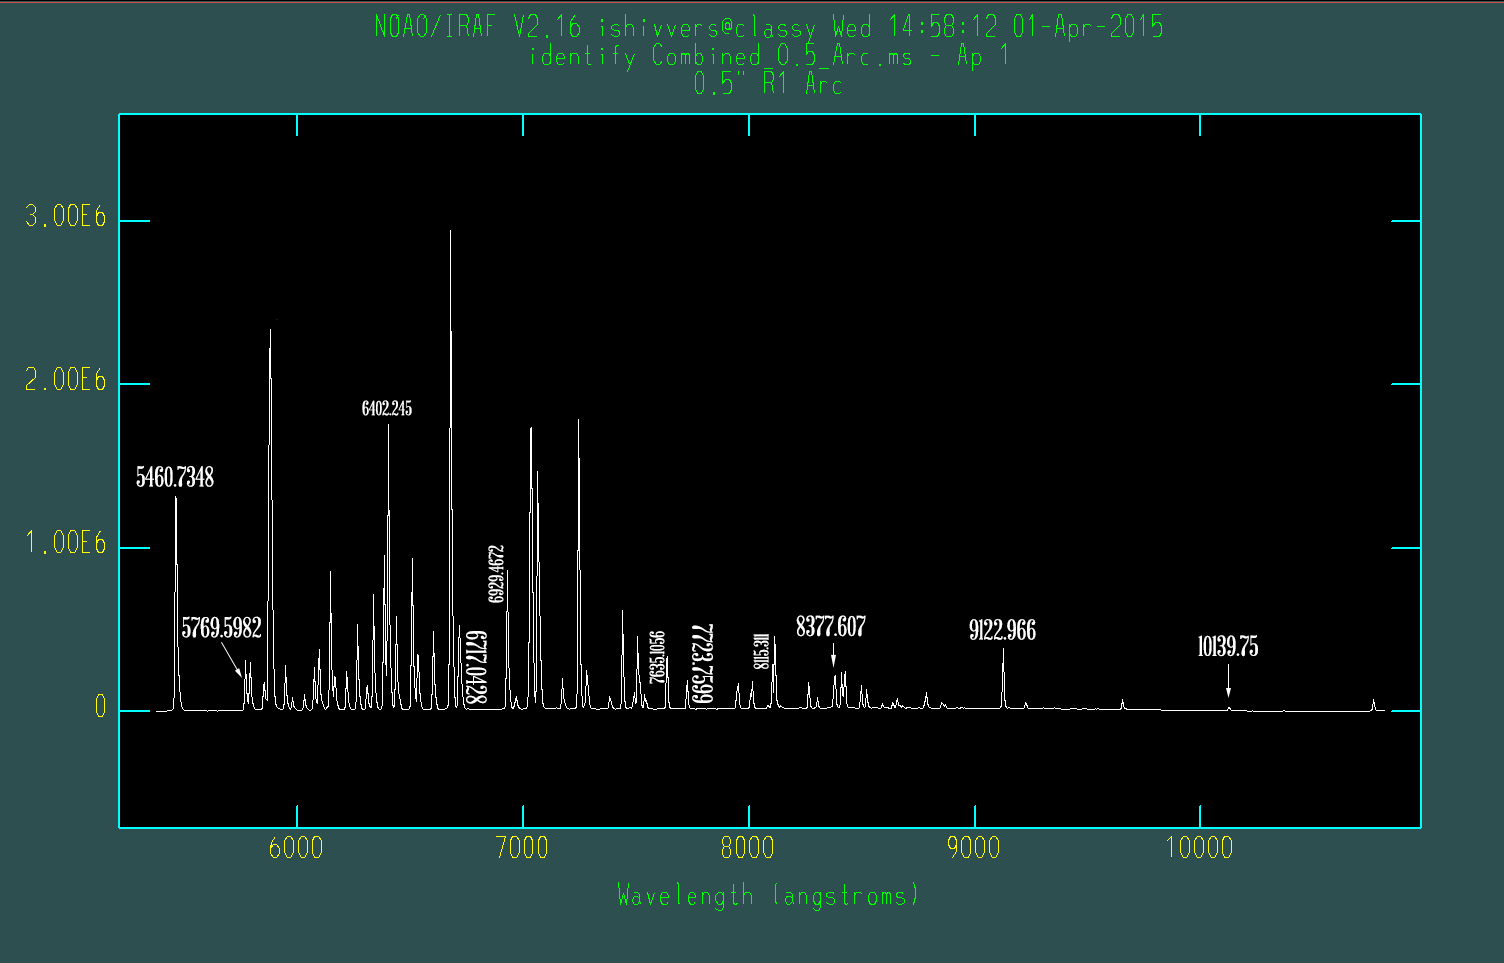 NOAO/IRAF V2.16 ishivvers@classy Wed 14:58:12 01-Apr-2015
identify Combined_0.5_Arc.ms - Ap 1
0.5" R1 Arc
3.00E6
2.00E6
6402.245
5460.7348
1.00E6
6929.4672
5769.5982
6717.0428
7635.1056
7723.7599
8115.311
8377.607
9122.966
10139.75
0
6000
7000
8000
9000
10000
Wavelength (angstroms)